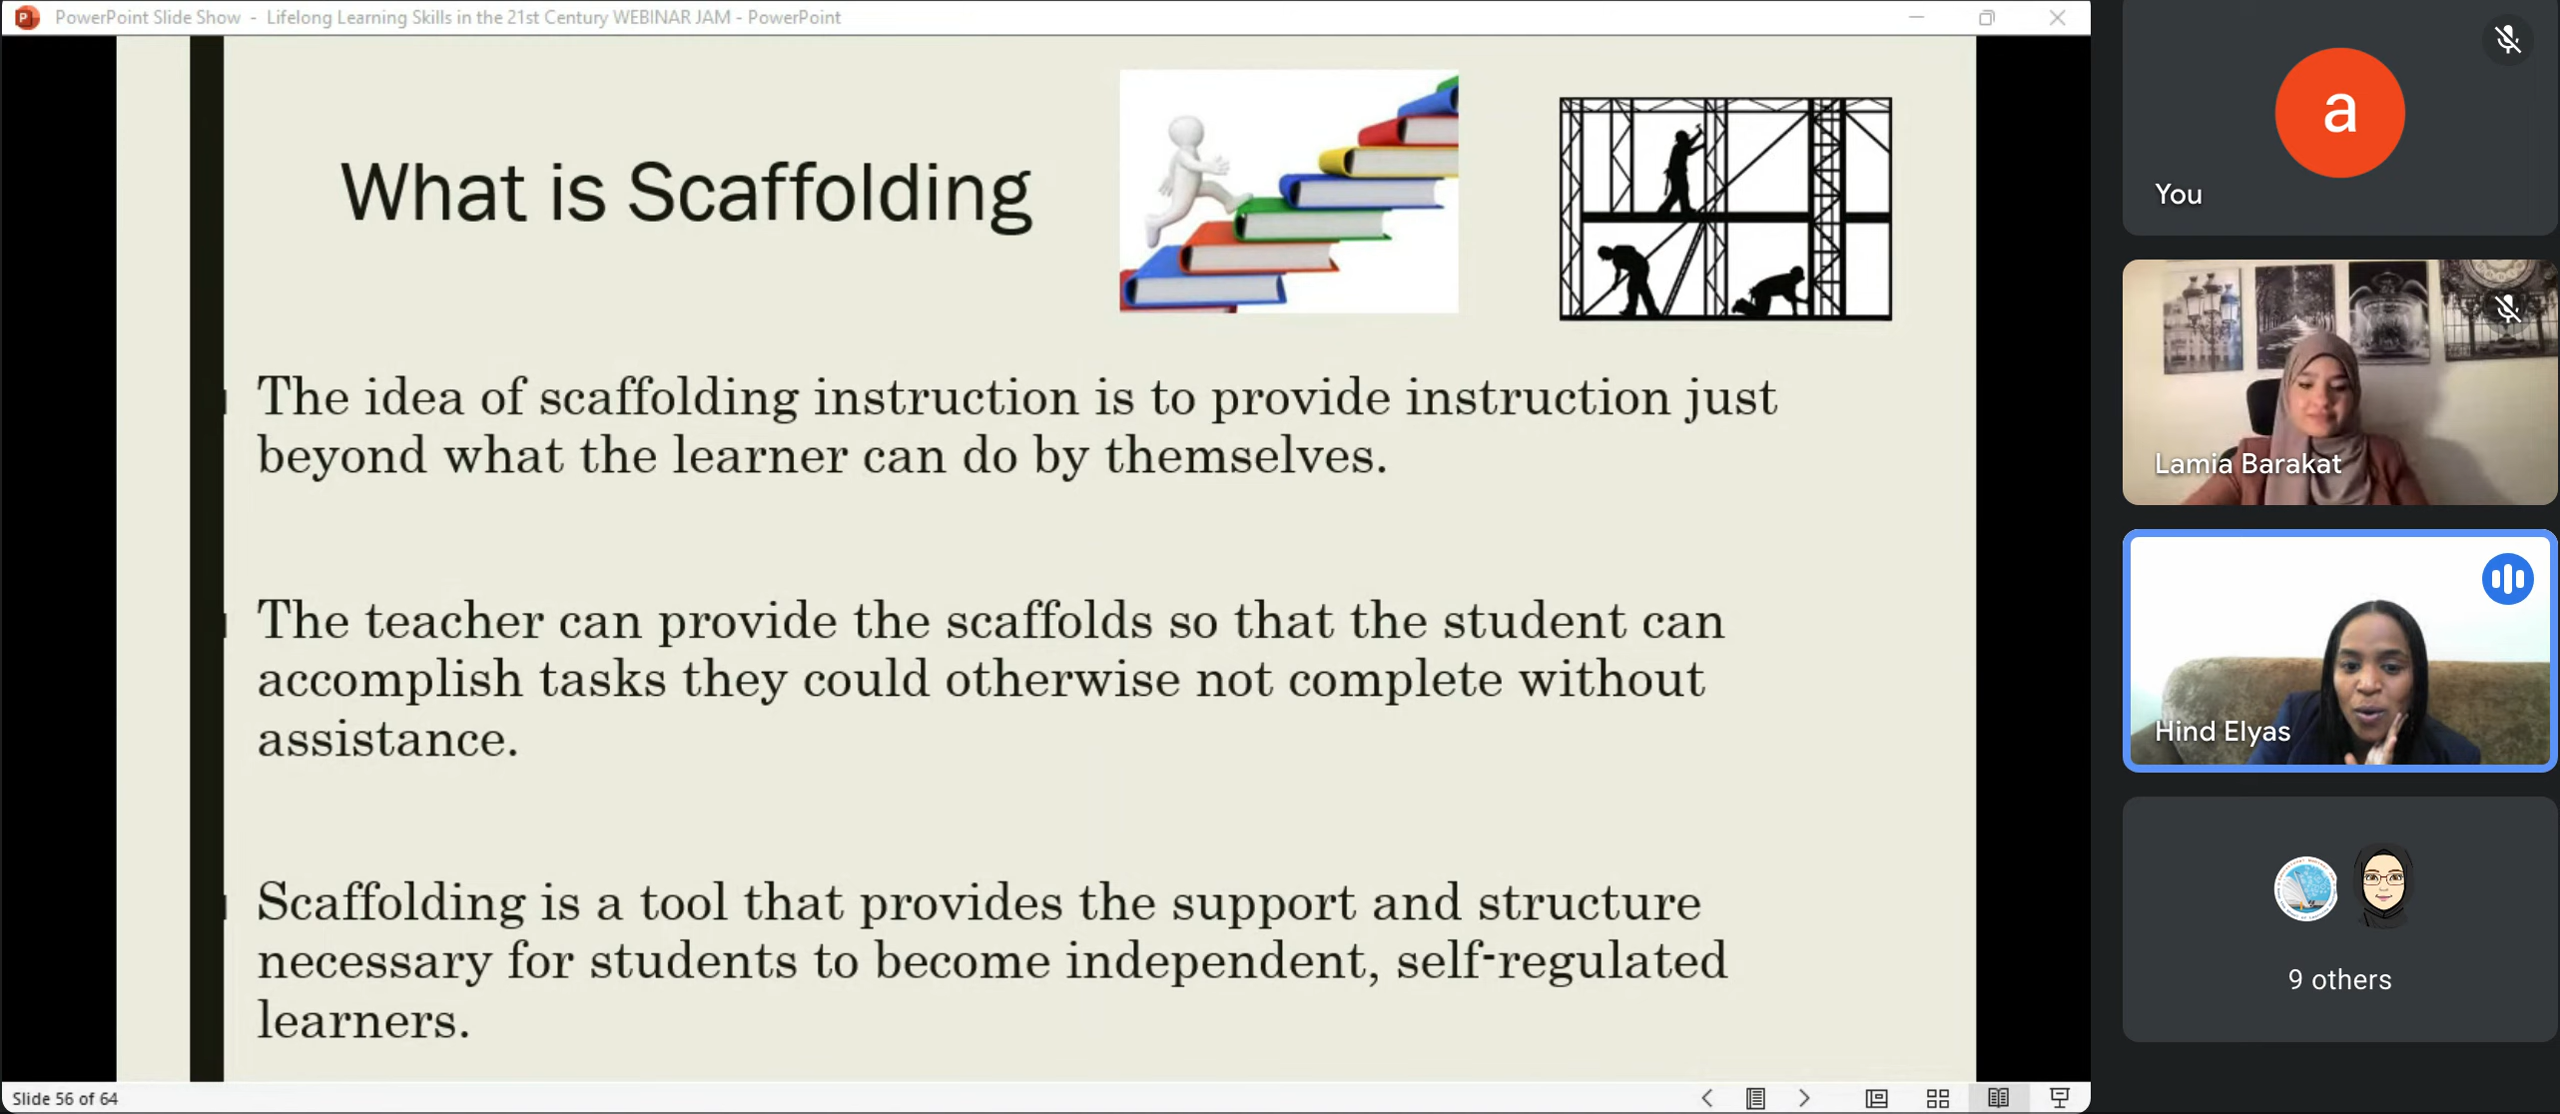 PowerPoint Slide Show - Lifelong Learning Skills in the 21st Century WEBINAR JAM - PowerPoint
What is Scaffolding
The idea of scaffolding instruction is to provide instruction just
beyond what the learner can do by themselves.
The teacher can provide the scaffolds so that the student can
accomplish tasks they could otherwise not complete without
assistance.
Scaffolding is a tool that provides the support and structure
necessary for students to become independent, self-regulated
learners.
Slide 56 of 64
a
You
Lamia Barakat
Hind Elyas
9 others